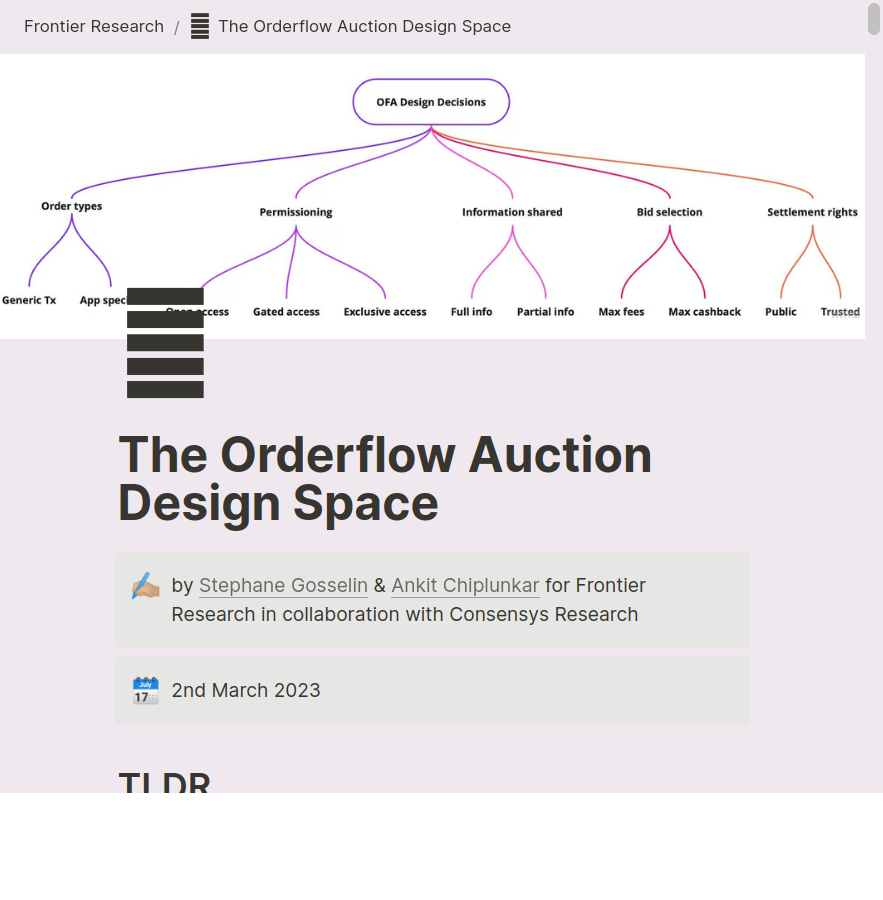 Frontier Research / The Orderflow Auction Design Space
OFA Design Decisions
Order types Permissioning Information shared Bid selection Settlement rights
Generic Tx App speci access Gated access Exclusive access Full info Partial info Max fees Max cashback Public Trusted
The Orderflow Auction
Design Space
✍🏼 by Stephane Gosselin & Ankit Chiplunkar for Frontier
Research in collaboration with Consensys Research
July
17
2nd March 2023
TLDR